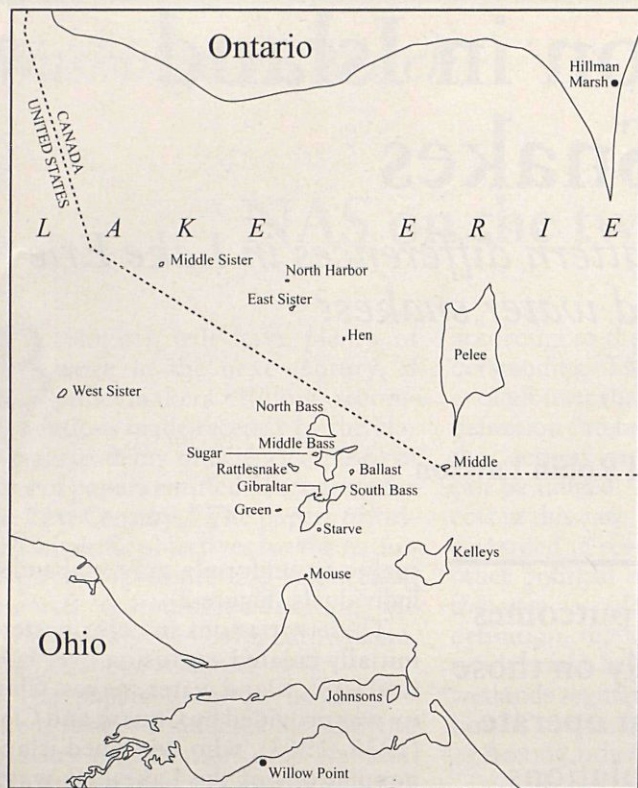 Ontario
Hillman
Marsh
CANADA
UNITED STATES
L A K E E R I E
Middle Sister
North Harbor
East Sister
Hen
Pelee
West Sister
North Bass
Middle Bass
Sugar
Rattlesnake
Ballast
Middle
Gibraltar
South Bass
Green
Starve
Kelleys
Mouse
Ohio
Johnsons
Willow Point